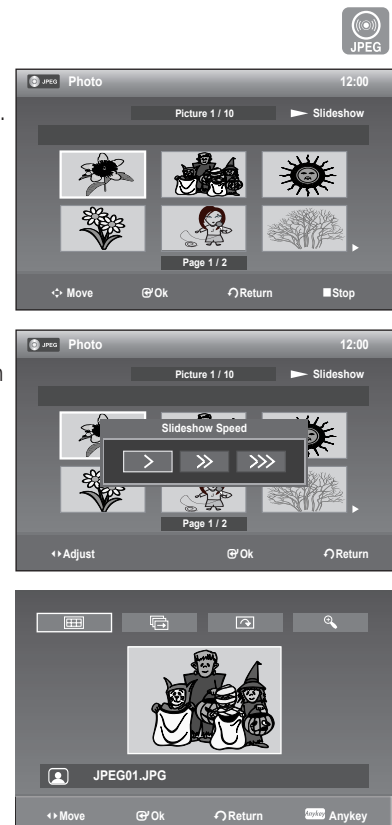 JPEG
JPEG Photo 12:00
.
Picture 1 / 10 Slideshow
Page 1 / 2
Move Ok Return Stop
JPEG Photo 12:00
Picture 1 / 10 Slideshow
Slideshow Speed
Page 1 / 2
Adjust Ok Return
JPEG01.JPG
Move Ok Return Anykey Anykey